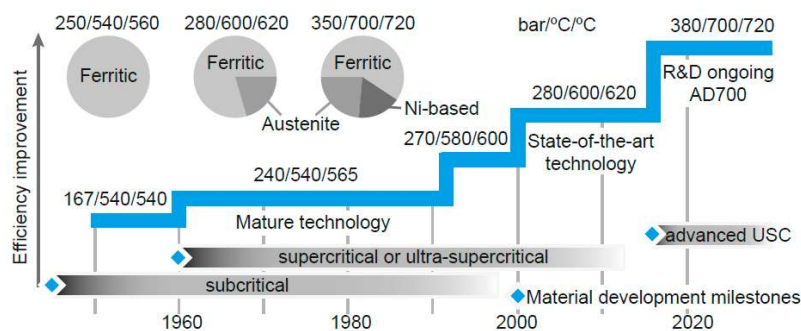 250/540/560
280/600/620
350/700/720
bar/ºC/ºC
380/700/720
Ferritic
Ferritic
Ferritic
Austenite
Ni-based
R&D ongoing
AD700
280/600/620
State-of-the-art
technology
270/580/600
240/540/565
167/540/540
Mature technology
Efficiency improvement
advanced USC
supercritical or ultra-supercritical
subcritical
Material development milestones
1960
1980
2000
2020